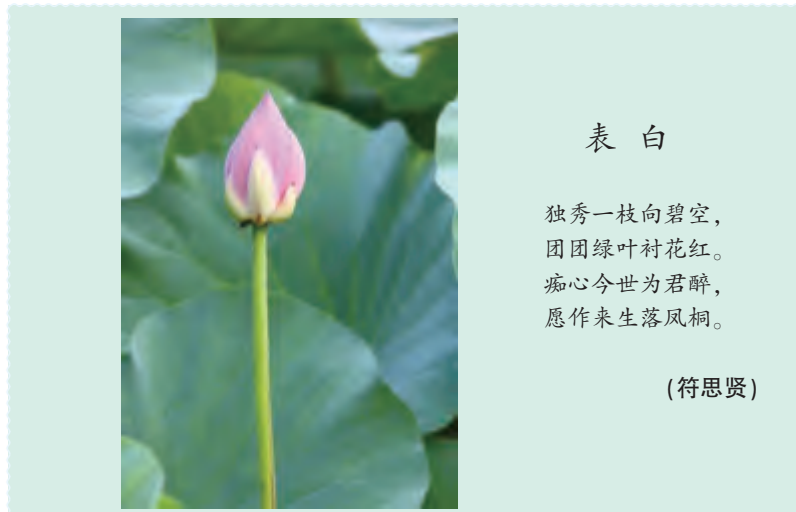 表 白
独秀一枝向碧空，
团团绿叶衬花红。
痴心今世为君醉，
愿作来生落凤桐。
(符思贤)